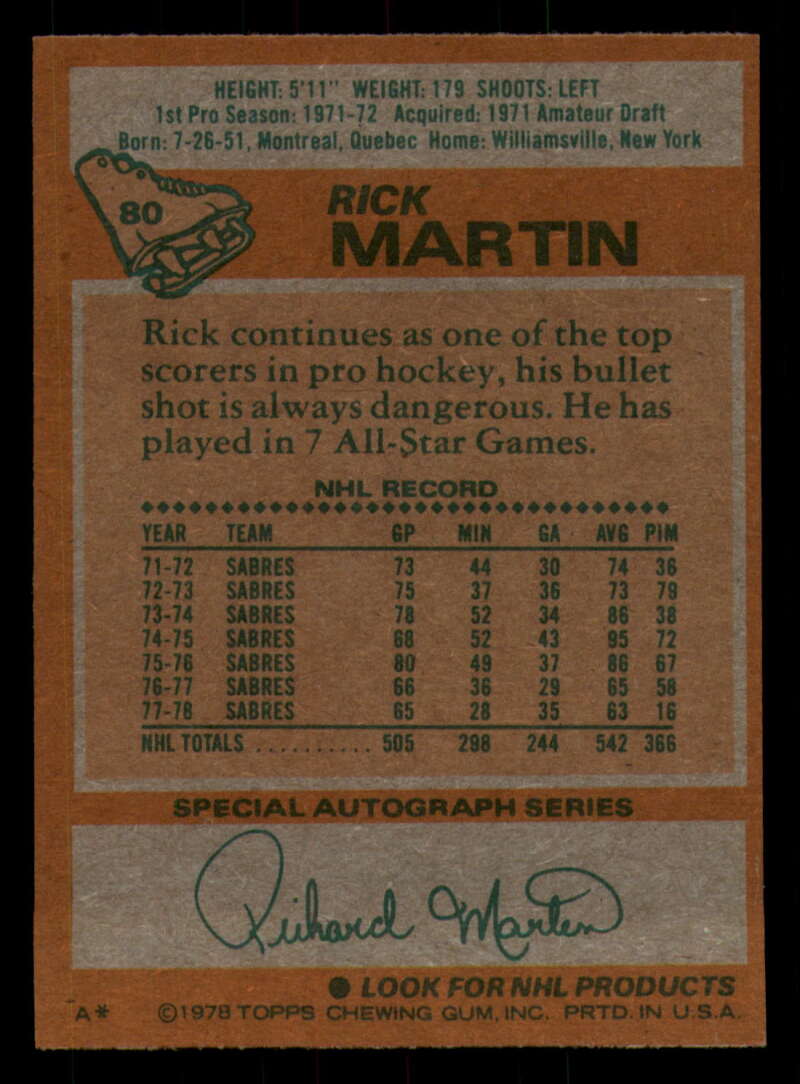 HEIGHT: 5'11" WEIGHT: 179 SHOOTS: LEFT
1st Pro Season: 1971-72 Acquired: 1971 Amateur Draft
Born: 7-26-51, Montreal, Quebec Home: Williamsville, New York
80
RICK
MARTIN
Rick continues as one of the top
scorers in pro hockey, his bullet
shot is always dangerous. He has
played in 7 All-Star Games.
NHL RECORD
YEAR TEAM GP MIN GA AVG PIM
71-72 SABRES 73 44 30 74 36
72-73 SABRES 75 37 36 73 79
73-74 SABRES 78 52 34 86 38
74-75 SABRES 68 52 43 95 72
75-76 SABRES 80 49 37 86 67
76-77 SABRES 66 36 29 65 58
77-78 SABRES 65 28 35 63 16
NHL TOTALS .......... 505 298 244 542 366
SPECIAL AUTOGRAPH SERIES
Richard Martin
● LOOK FOR NHL PRODUCTS
A* ©1978 TOPPS CHEWING GUM, INC. PRTD. IN U.S.A.